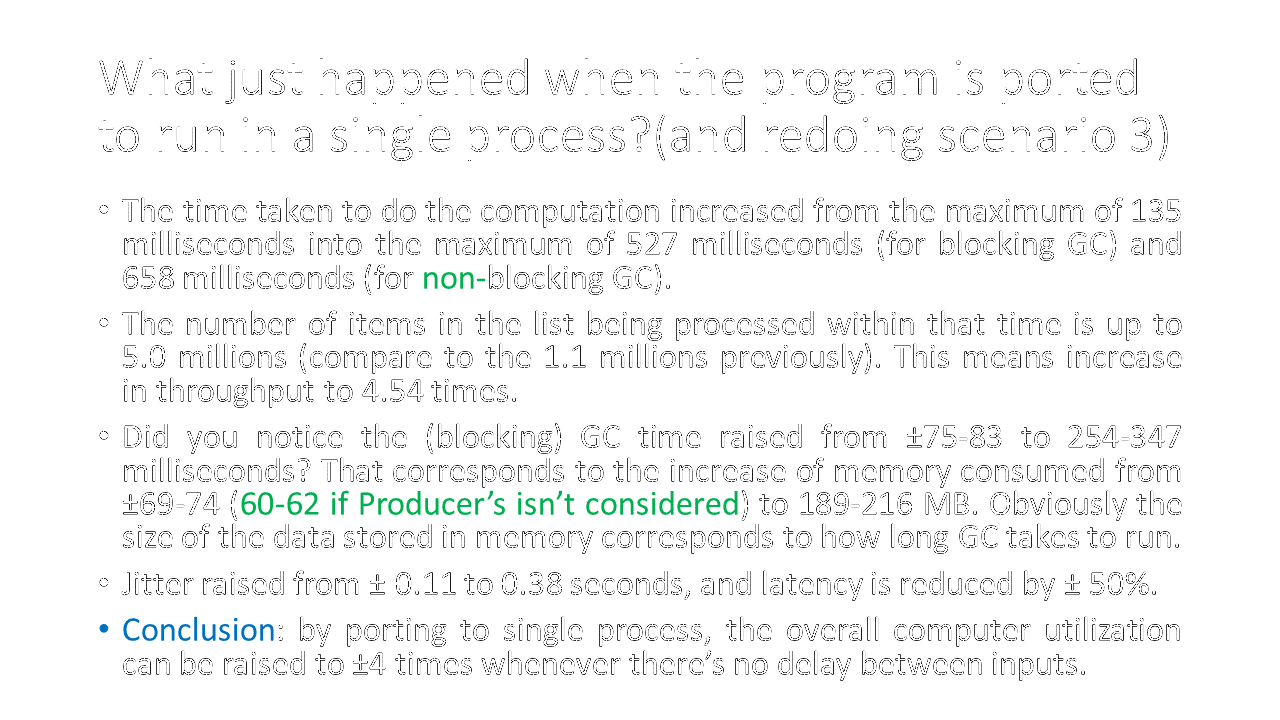 What just happened when the program is ported
to run in a single process?(and redoing scenario 3)
• The time taken to do the computation increased from the maximum of 135
milliseconds into the maximum of 527 milliseconds (for blocking GC) and
658 milliseconds (for non-blocking GC).
• The number of items in the list being processed within that time is up to
5.0 millions (compare to the 1.1 millions previously). This means increase
in throughput to 4.54 times.
• Did you notice the (blocking) GC time raised from ±75-83 to 254-347
milliseconds? That corresponds to the increase of memory consumed from
±69-74 (60-62 if Producer’s isn’t considered) to 189-216 MB. Obviously the
size of the data stored in memory corresponds to how long GC takes to run.
• Jitter raised from ± 0.11 to 0.38 seconds, and latency is reduced by ± 50%.
• Conclusion: by porting to single process, the overall computer utilization
can be raised to ±4 times whenever there’s no delay between inputs.